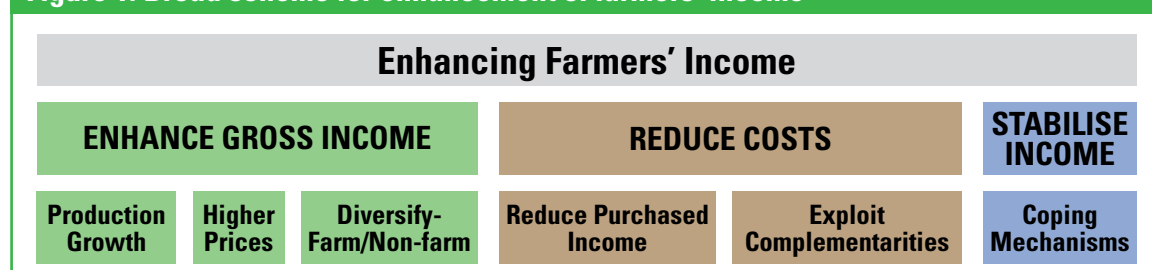 Enhancing Farmers' Income
ENHANCE GROSS INCOME
REDUCE COSTS
STABILISE
INCOME
Production
Growth
Higher
Prices
Diversify-
Farm/Non-farm
Reduce Purchased
Income
Exploit
Complementarities
Coping
Mechanisms